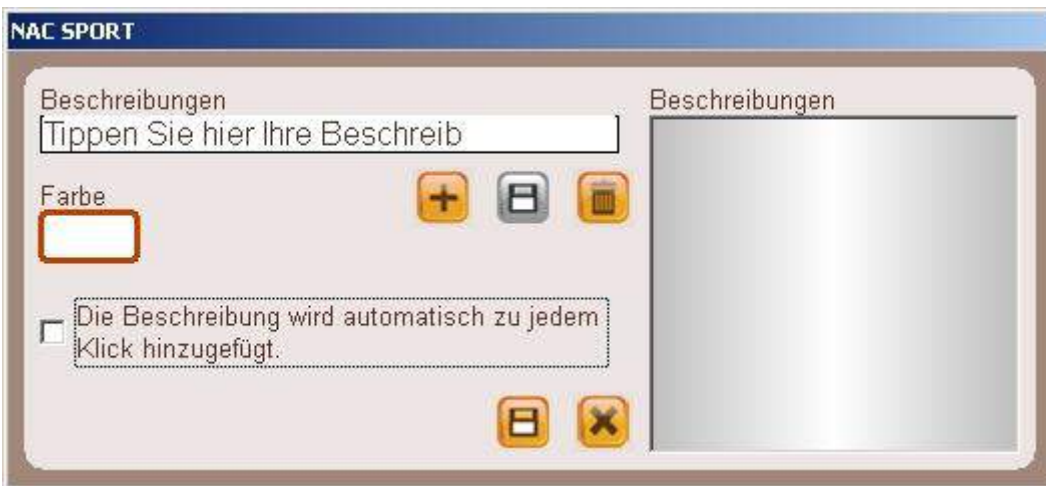 NAC SPORT
Beschreibungen
Tippen Sie hier Ihre Beschreib
Farbe
Die Beschreibung wird automatisch zu jedem
Klick hinzugefügt.
Beschreibungen